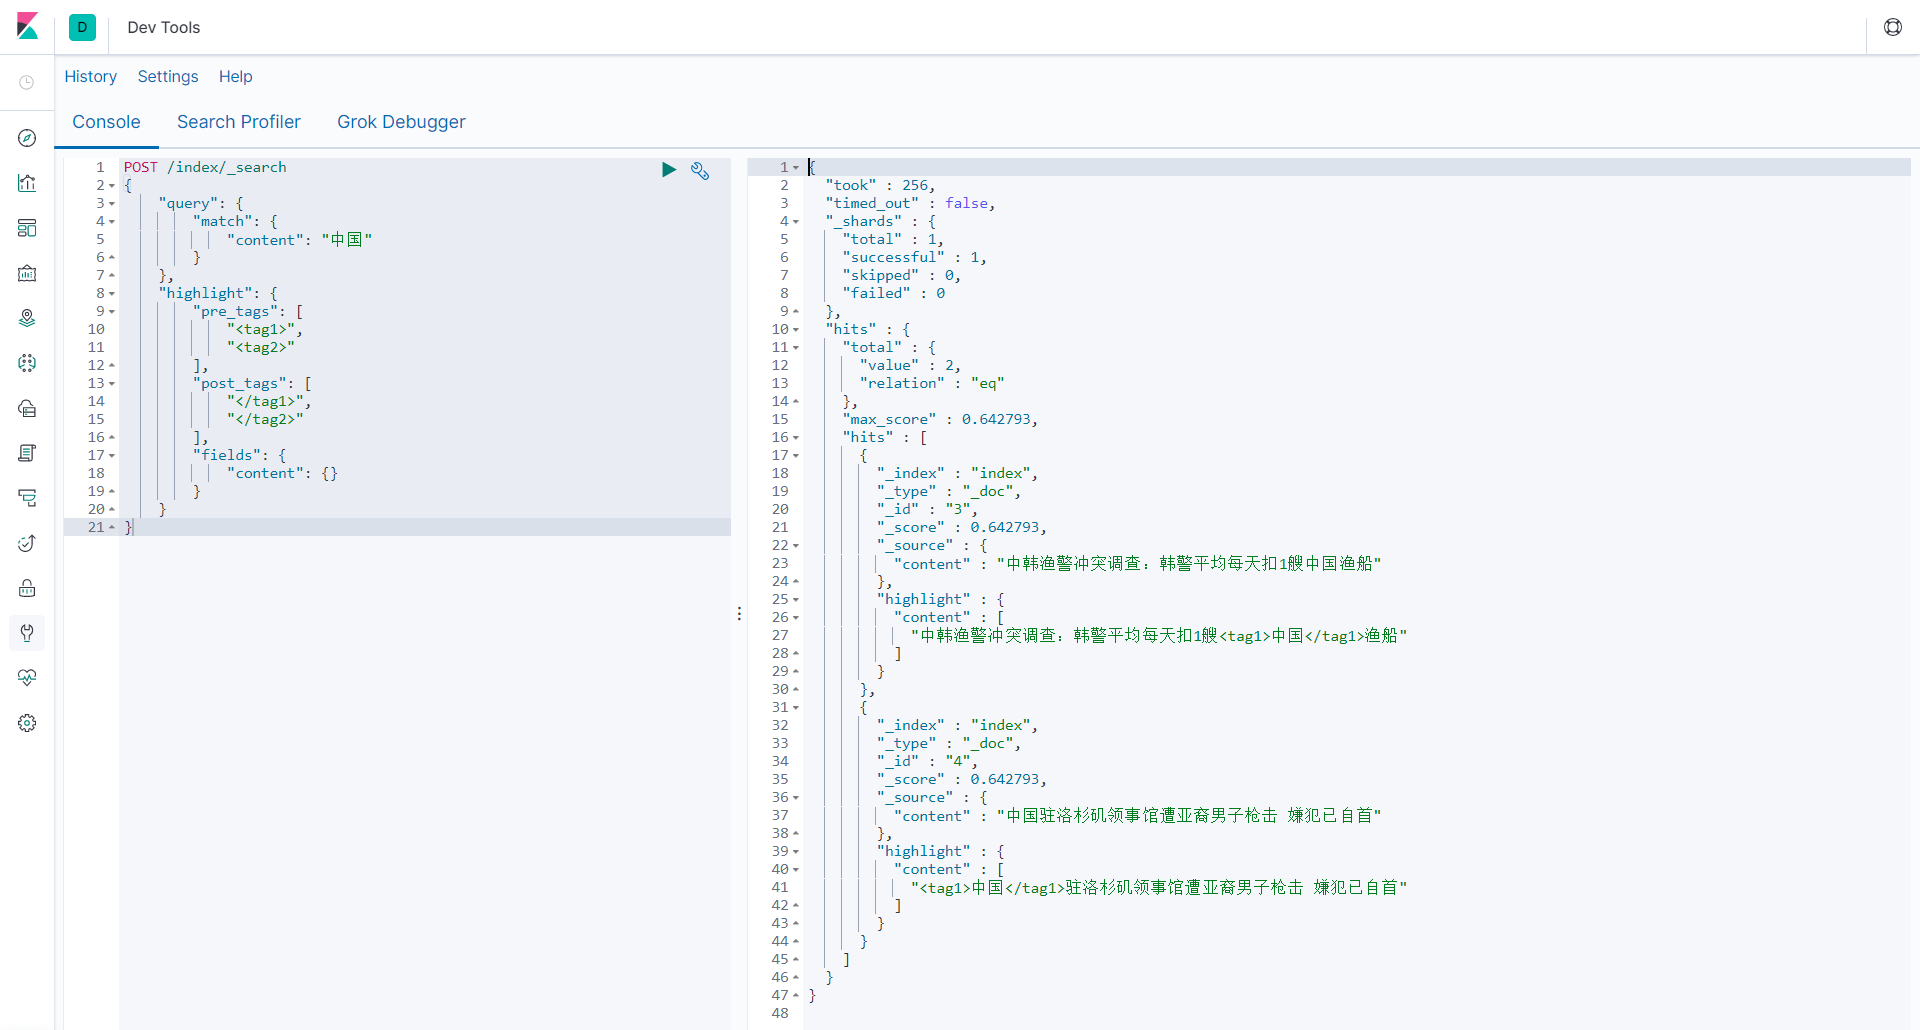 D
Dev Tools
History Settings Help
Console Search Profiler Grok Debugger
1 POST /index/_search
2 {
3 "query": {
4 "match": {
5 "content": "中国"
6 }
7 },
8 "highlight": {
9 "pre_tags": [
10 "<tag1>",
11 "<tag2>"
12 ],
13 "post_tags": [
14 "</tag1>",
15 "</tag2>"
16 ],
17 "fields": {
18 "content": {}
19 }
20 }
21 }
1 {
2 "took" : 256,
3 "timed_out" : false,
4 "_shards" : {
5 "total" : 1,
6 "successful" : 1,
7 "skipped" : 0,
8 "failed" : 0
9 },
10 "hits" : {
11 "total" : {
12 "value" : 2,
13 "relation" : "eq"
14 },
15 "max_score" : 0.642793,
16 "hits" : [
17 {
18 "_index" : "index",
19 "_type" : "_doc",
20 "_id" : "3",
21 "_score" : 0.642793,
22 "_source" : {
23 "content" : "中韩渔警冲突调查：韩警平均每天扣1艘中国渔船"
24 },
25 "highlight" : {
26 "content" : [
27 "中韩渔警冲突调查：韩警平均每天扣1艘<tag1>中国</tag1>渔船"
28 ]
29 }
30 },
31 {
32 "_index" : "index",
33 "_type" : "_doc",
34 "_id" : "4",
35 "_score" : 0.642793,
36 "_source" : {
37 "content" : "中国驻洛杉矶领事馆遭亚裔男子枪击 嫌犯已自首"
38 },
39 "highlight" : {
40 "content" : [
41 "<tag1>中国</tag1>驻洛杉矶领事馆遭亚裔男子枪击 嫌犯已自首"
42 ]
43 }
44 }
45 ]
46 }
47 }
48